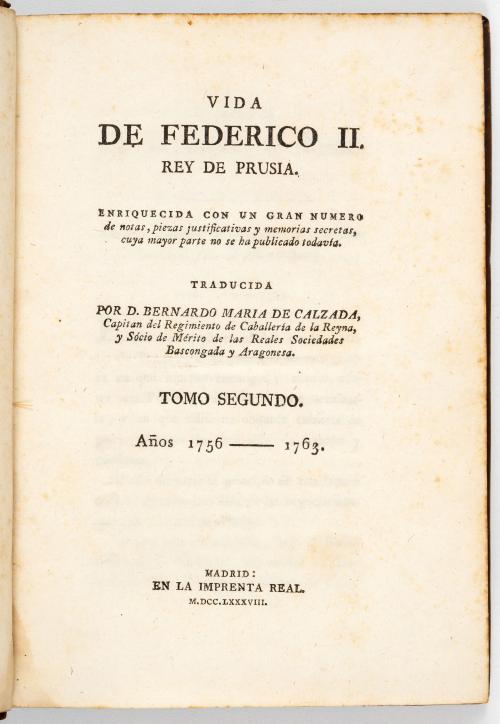 VIDA
DE FEDERICO II.
REY DE PRUSIA.
ENRIQUECIDA CON UN GRAN NUMERO
de notas, piezas justificativas y memorias secretas,
cuya mayor parte no se ha publicado todavía.
TRADUCIDA
POR D. BERNARDO MARIA DE CALZADA,
Capitan del Regimiento de Caballería de la Reyna,
y Sócio de Mérito de las Reales Sociedades
Bascongada y Aragonesa.
TOMO SEGUNDO.
Años 1756 —— 1763.
MADRID:
EN LA IMPRENTA REAL.
M.DCC.LXXXVIII.